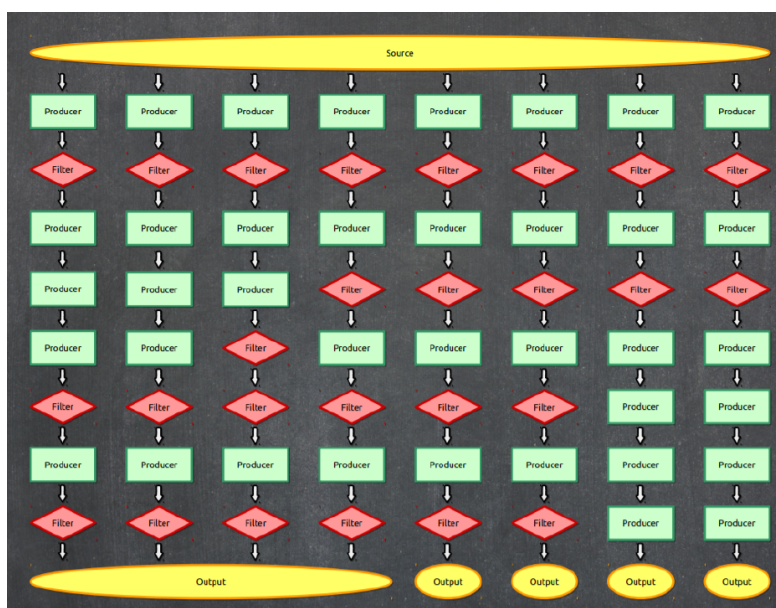 Source
Producer Producer Producer Producer Producer Producer Producer Producer
Filter Filter Filter Filter Filter Filter Filter Filter
Producer Producer Producer Producer Producer Producer Producer Producer
Producer Producer Producer Filter Filter Filter Filter Filter
Producer Producer Filter Producer Producer Producer Producer Producer
Filter Filter Filter Filter Filter Filter Producer Producer
Producer Producer Producer Producer Producer Producer Producer Producer
Filter Filter Filter Filter Filter Filter Producer Producer
Output Output Output Output Output